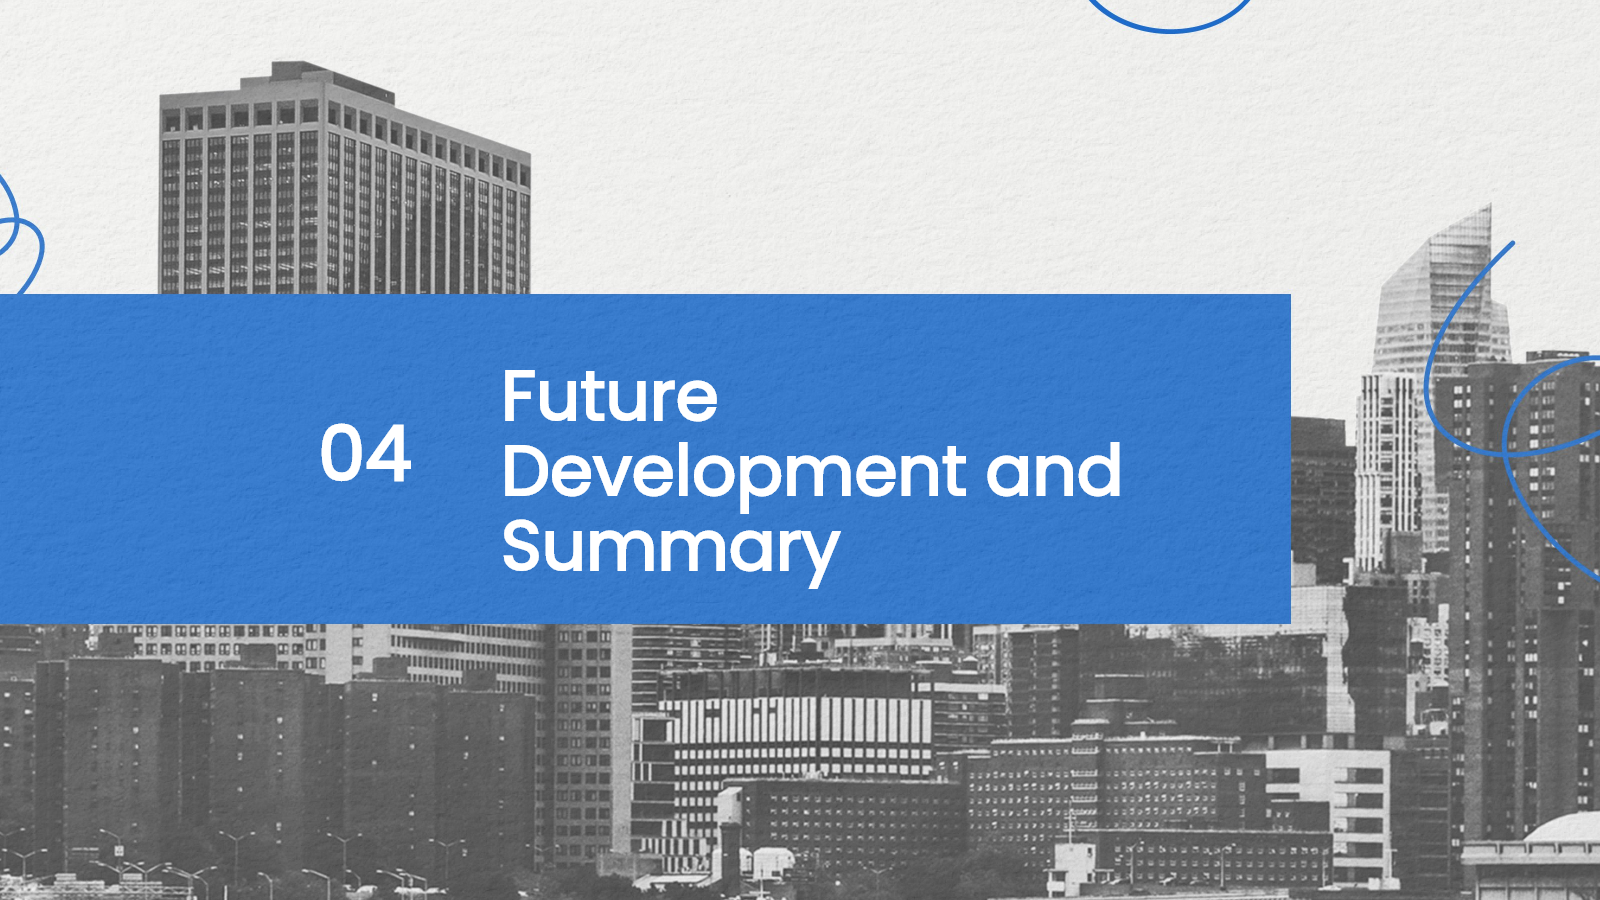 04
Future
Development and
Summary